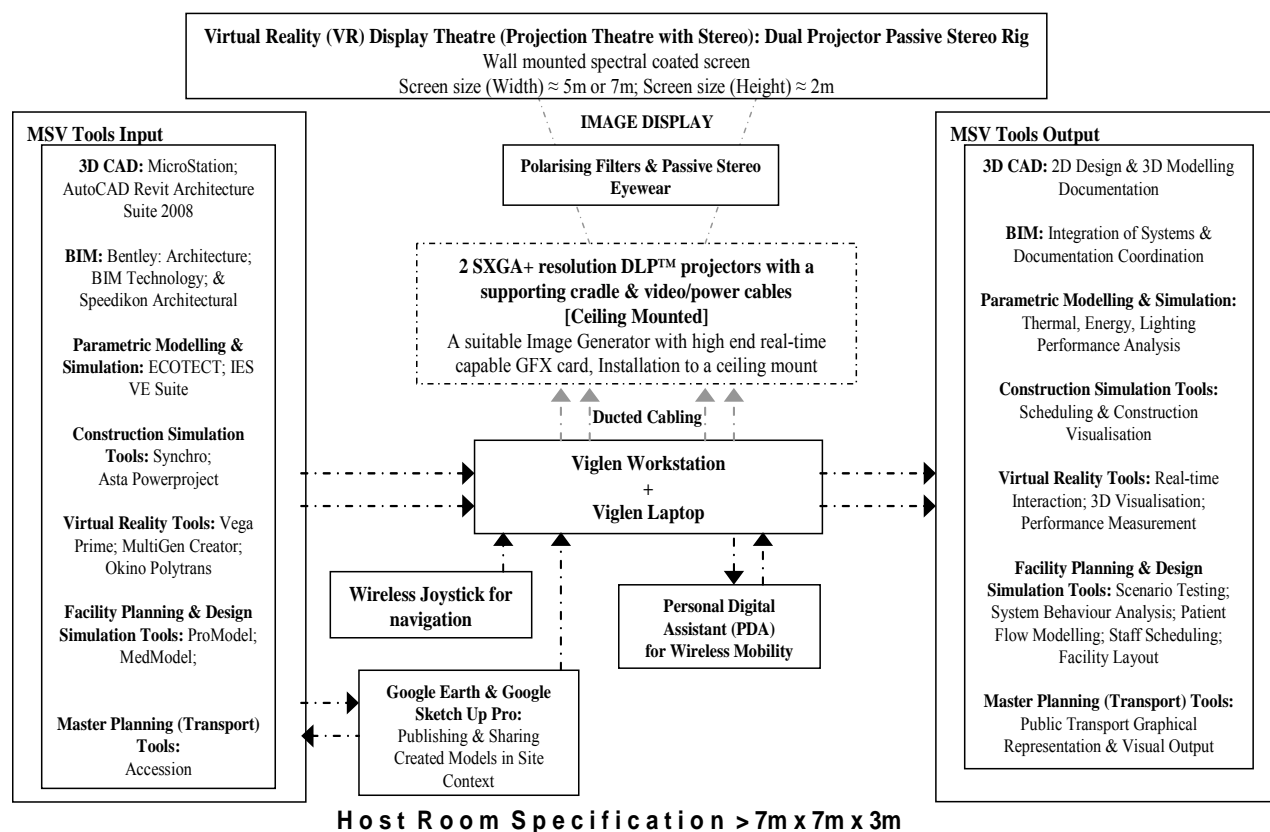 Virtual Reality (VR) Display Theatre (Projection Theatre with Stereo): Dual Projector Passive Stereo Rig
Wall mounted spectral coated screen
Screen size (Width) ≈ 5m or 7m; Screen size (Height) ≈ 2m
IMAGE DISPLAY
Polarising Filters & Passive Stereo
Eyewear
2 SXGA+ resolution DLP™ projectors with a
supporting cradle & video/power cables
[Ceiling Mounted]
A suitable Image Generator with high end real-time
capable GFX card, Installation to a ceiling mount
Ducted Cabling
Viglen Workstation
+
Viglen Laptop
Wireless Joystick for
navigation
Personal Digital
Assistant (PDA)
for Wireless Mobility
Google Earth & Google
Sketch Up Pro:
Publishing & Sharing
Created Models in Site
Context
MSV Tools Input
3D CAD: MicroStation;
AutoCAD Revit Architecture
Suite 2008
BIM: Bentley: Architecture;
BIM Technology; &
Speedikon Architectural
Parametric Modelling &
Simulation: ECOTECT; IES
VE Suite
Construction Simulation
Tools: Synchro;
Asta Powerproject
Virtual Reality Tools: Vega
Prime; MultiGen Creator;
Okino Polytrans
Facility Planning & Design
Simulation Tools: ProModel;
MedModel;
Master Planning (Transport)
Tools:
Accession
MSV Tools Output
3D CAD: 2D Design & 3D Modelling
Documentation
BIM: Integration of Systems &
Documentation Coordination
Parametric Modelling & Simulation:
Thermal, Energy, Lighting
Performance Analysis
Construction Simulation Tools:
Scheduling & Construction
Visualisation
Virtual Reality Tools: Real-time
Interaction; 3D Visualisation;
Performance Measurement
Facility Planning & Design
Simulation Tools: Scenario Testing;
System Behaviour Analysis; Patient
Flow Modelling; Staff Scheduling;
Facility Layout
Master Planning (Transport) Tools:
Public Transport Graphical
Representation & Visual Output
Host Room Specification > 7m x 7m x 3m